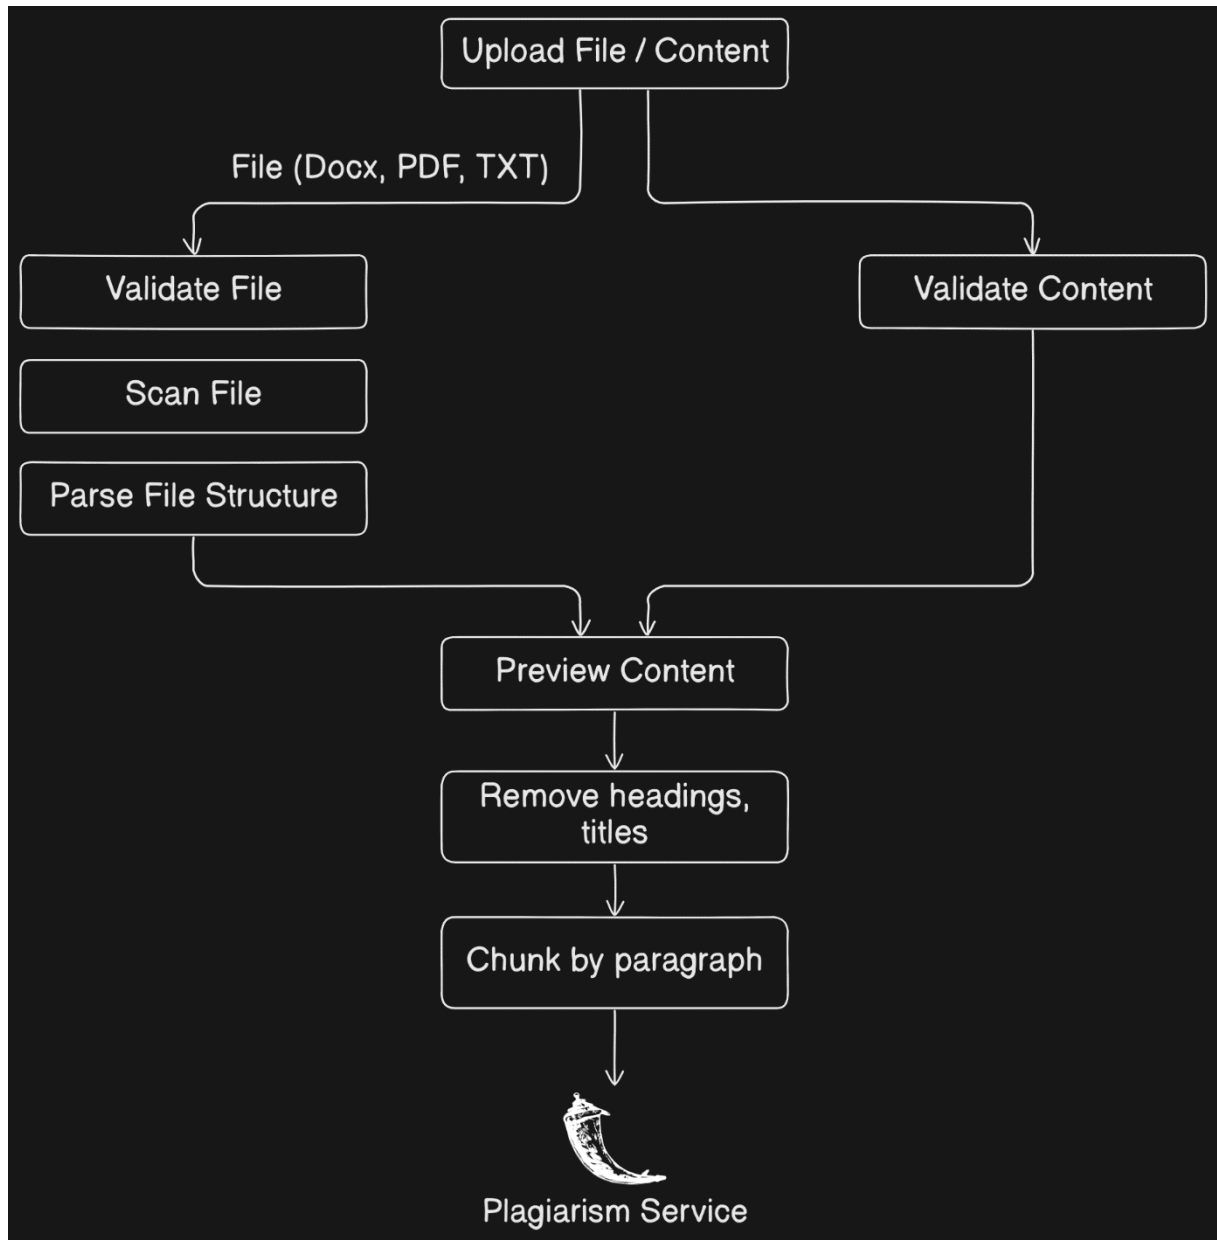 Upload File / Content
File (Docx, PDF, TXT)
Validate File
Validate Content
Scan File
Parse File Structure
Preview Content
Remove headings,
titles
Chunk by paragraph
Plagiarism Service